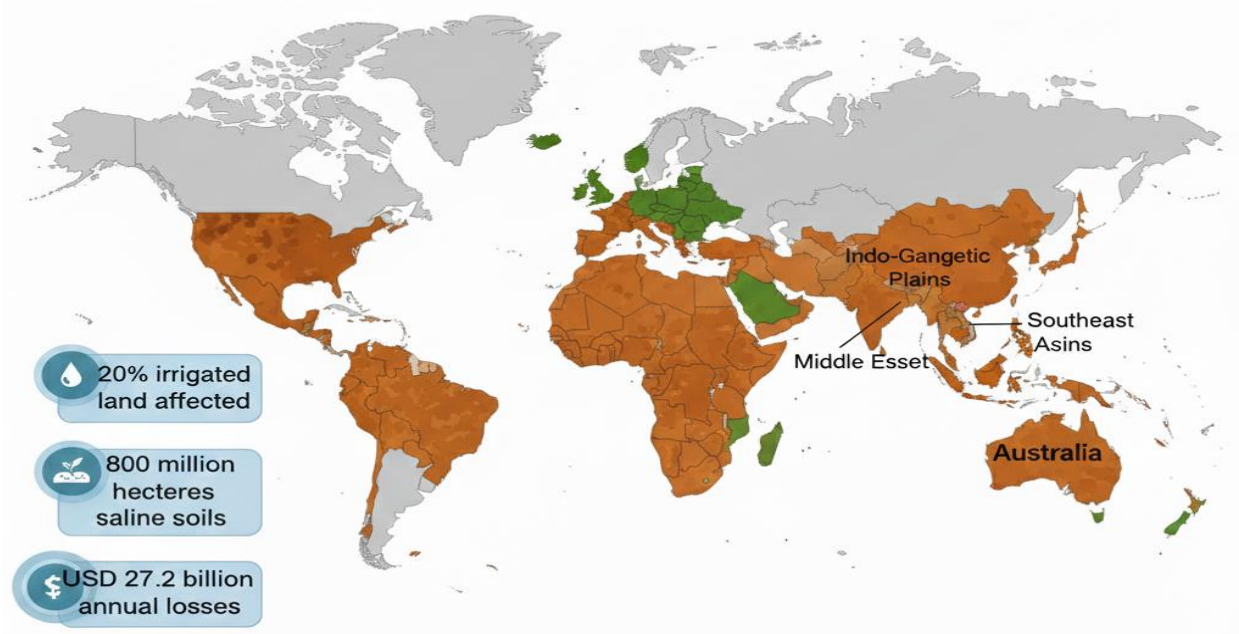 Indo-Gangetic
Plains
Southeast
Asins
Middle Esset
Australia
20% irrigated
land affected
800 million
hecteres
saline soils
$
USD 27.2 billion
annual losses